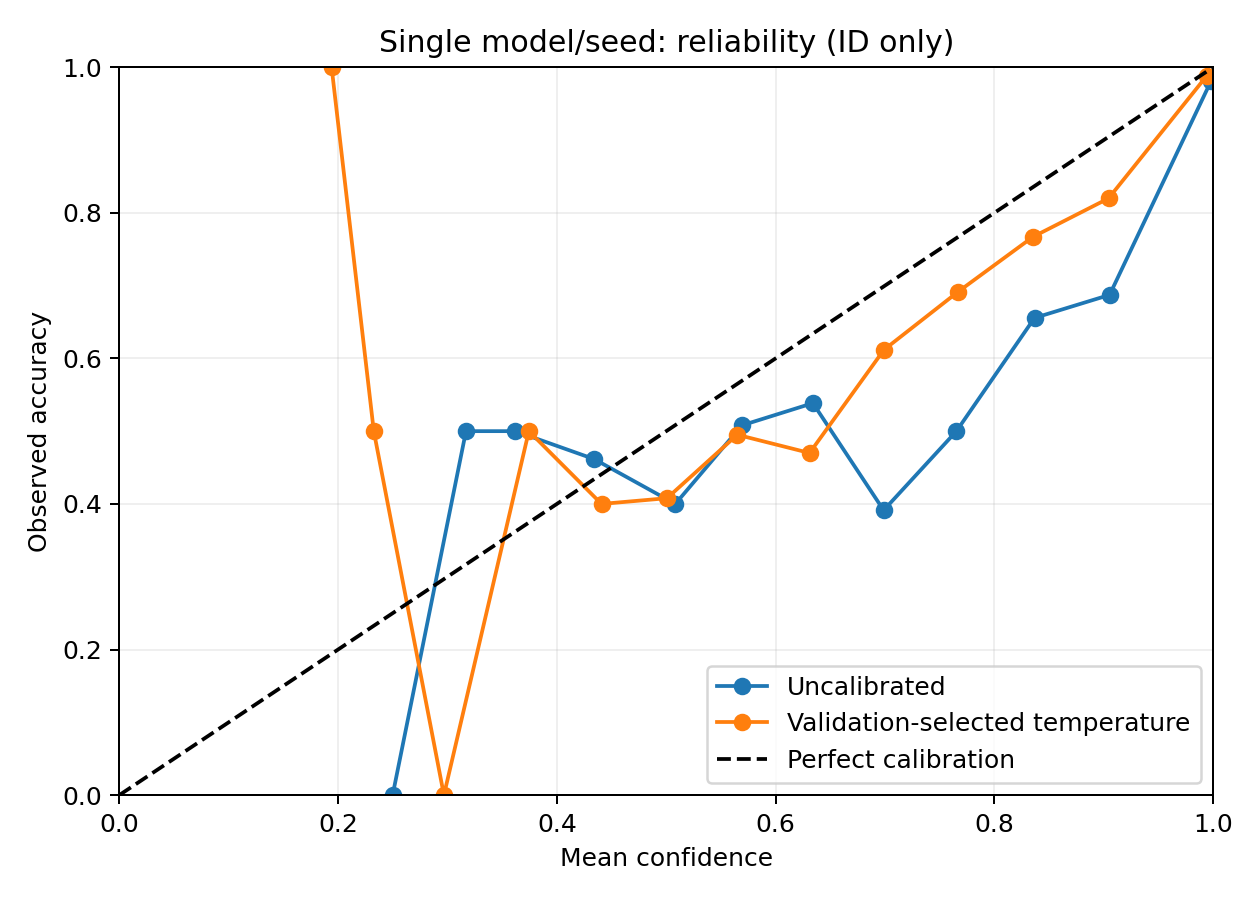 Single model/seed: reliability (ID only)
Observed accuracy
1.0
0.8
0.6
0.4
0.2
0.0
0.0 0.2 0.4 0.6 0.8 1.0
Mean confidence
Uncalibrated
Validation-selected temperature
Perfect calibration